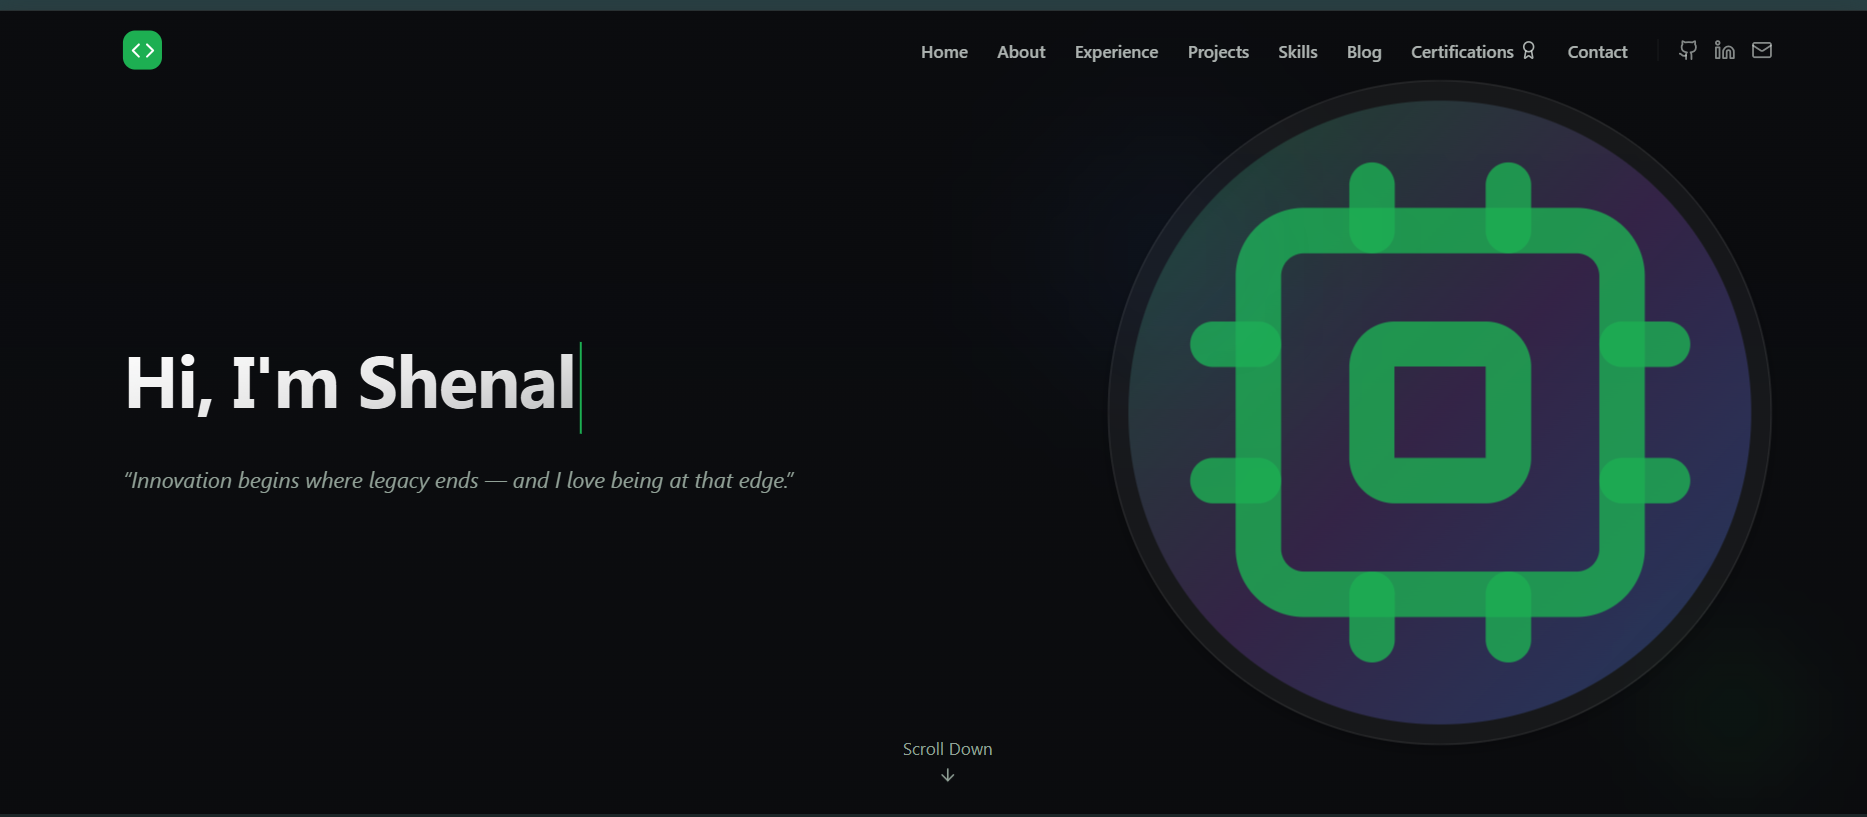 Home About Experience Projects Skills Blog Certifications Contact
Hi, I'm Shenal
“Innovation begins where legacy ends — and I love being at that edge.”
Scroll Down